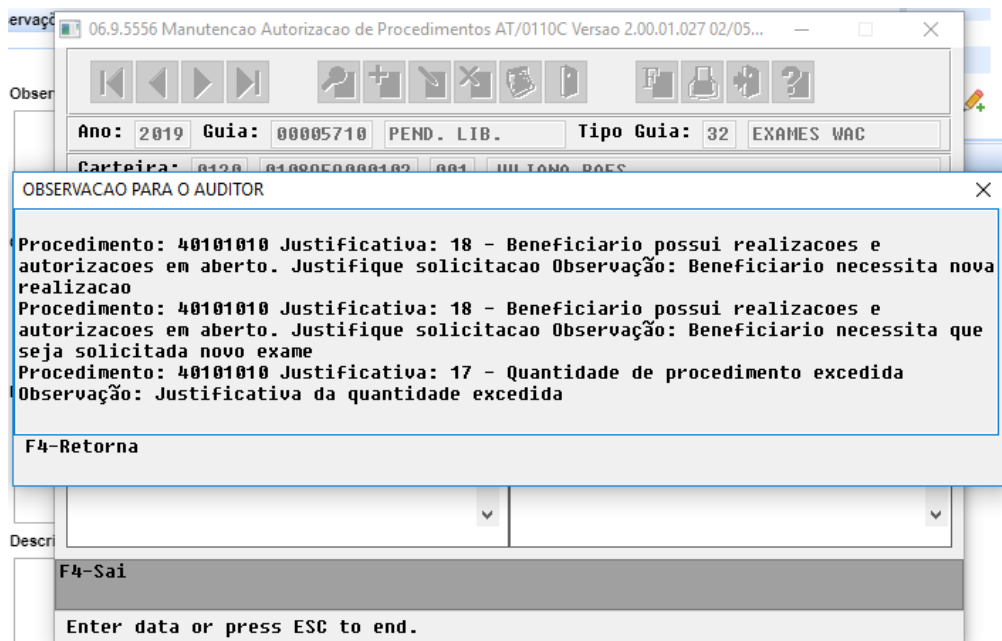 ervaçõ
06.9.5556 Manutencao Autorizacao de Procedimentos AT/0110C Versao 2.00.01.027 02/05...
Obser
Ano: 2019 Guia: 00005710 PEND. LIB. Tipo Guia: 32 EXAMES WAC
Carteira: 0120 001
OBSERVACAO PARA O AUDITOR
Procedimento: 40101010 Justificativa: 18 - Beneficiario possui realizacoes e
autorizacoes em aberto. Justifique solicitacao Observação: Beneficiario necessita nova
realizacao
Procedimento: 40101010 Justificativa: 18 - Beneficiario possui realizacoes e
autorizacoes em aberto. Justifique solicitacao Observação: Beneficiario necessita que
seja solicitada novo exame
Procedimento: 40101010 Justificativa: 17 - Quantidade de procedimento excedida
Observação: Justificativa da quantidade excedida
F4-Retorna
Descri
F4-Sai
Enter data or press ESC to end.